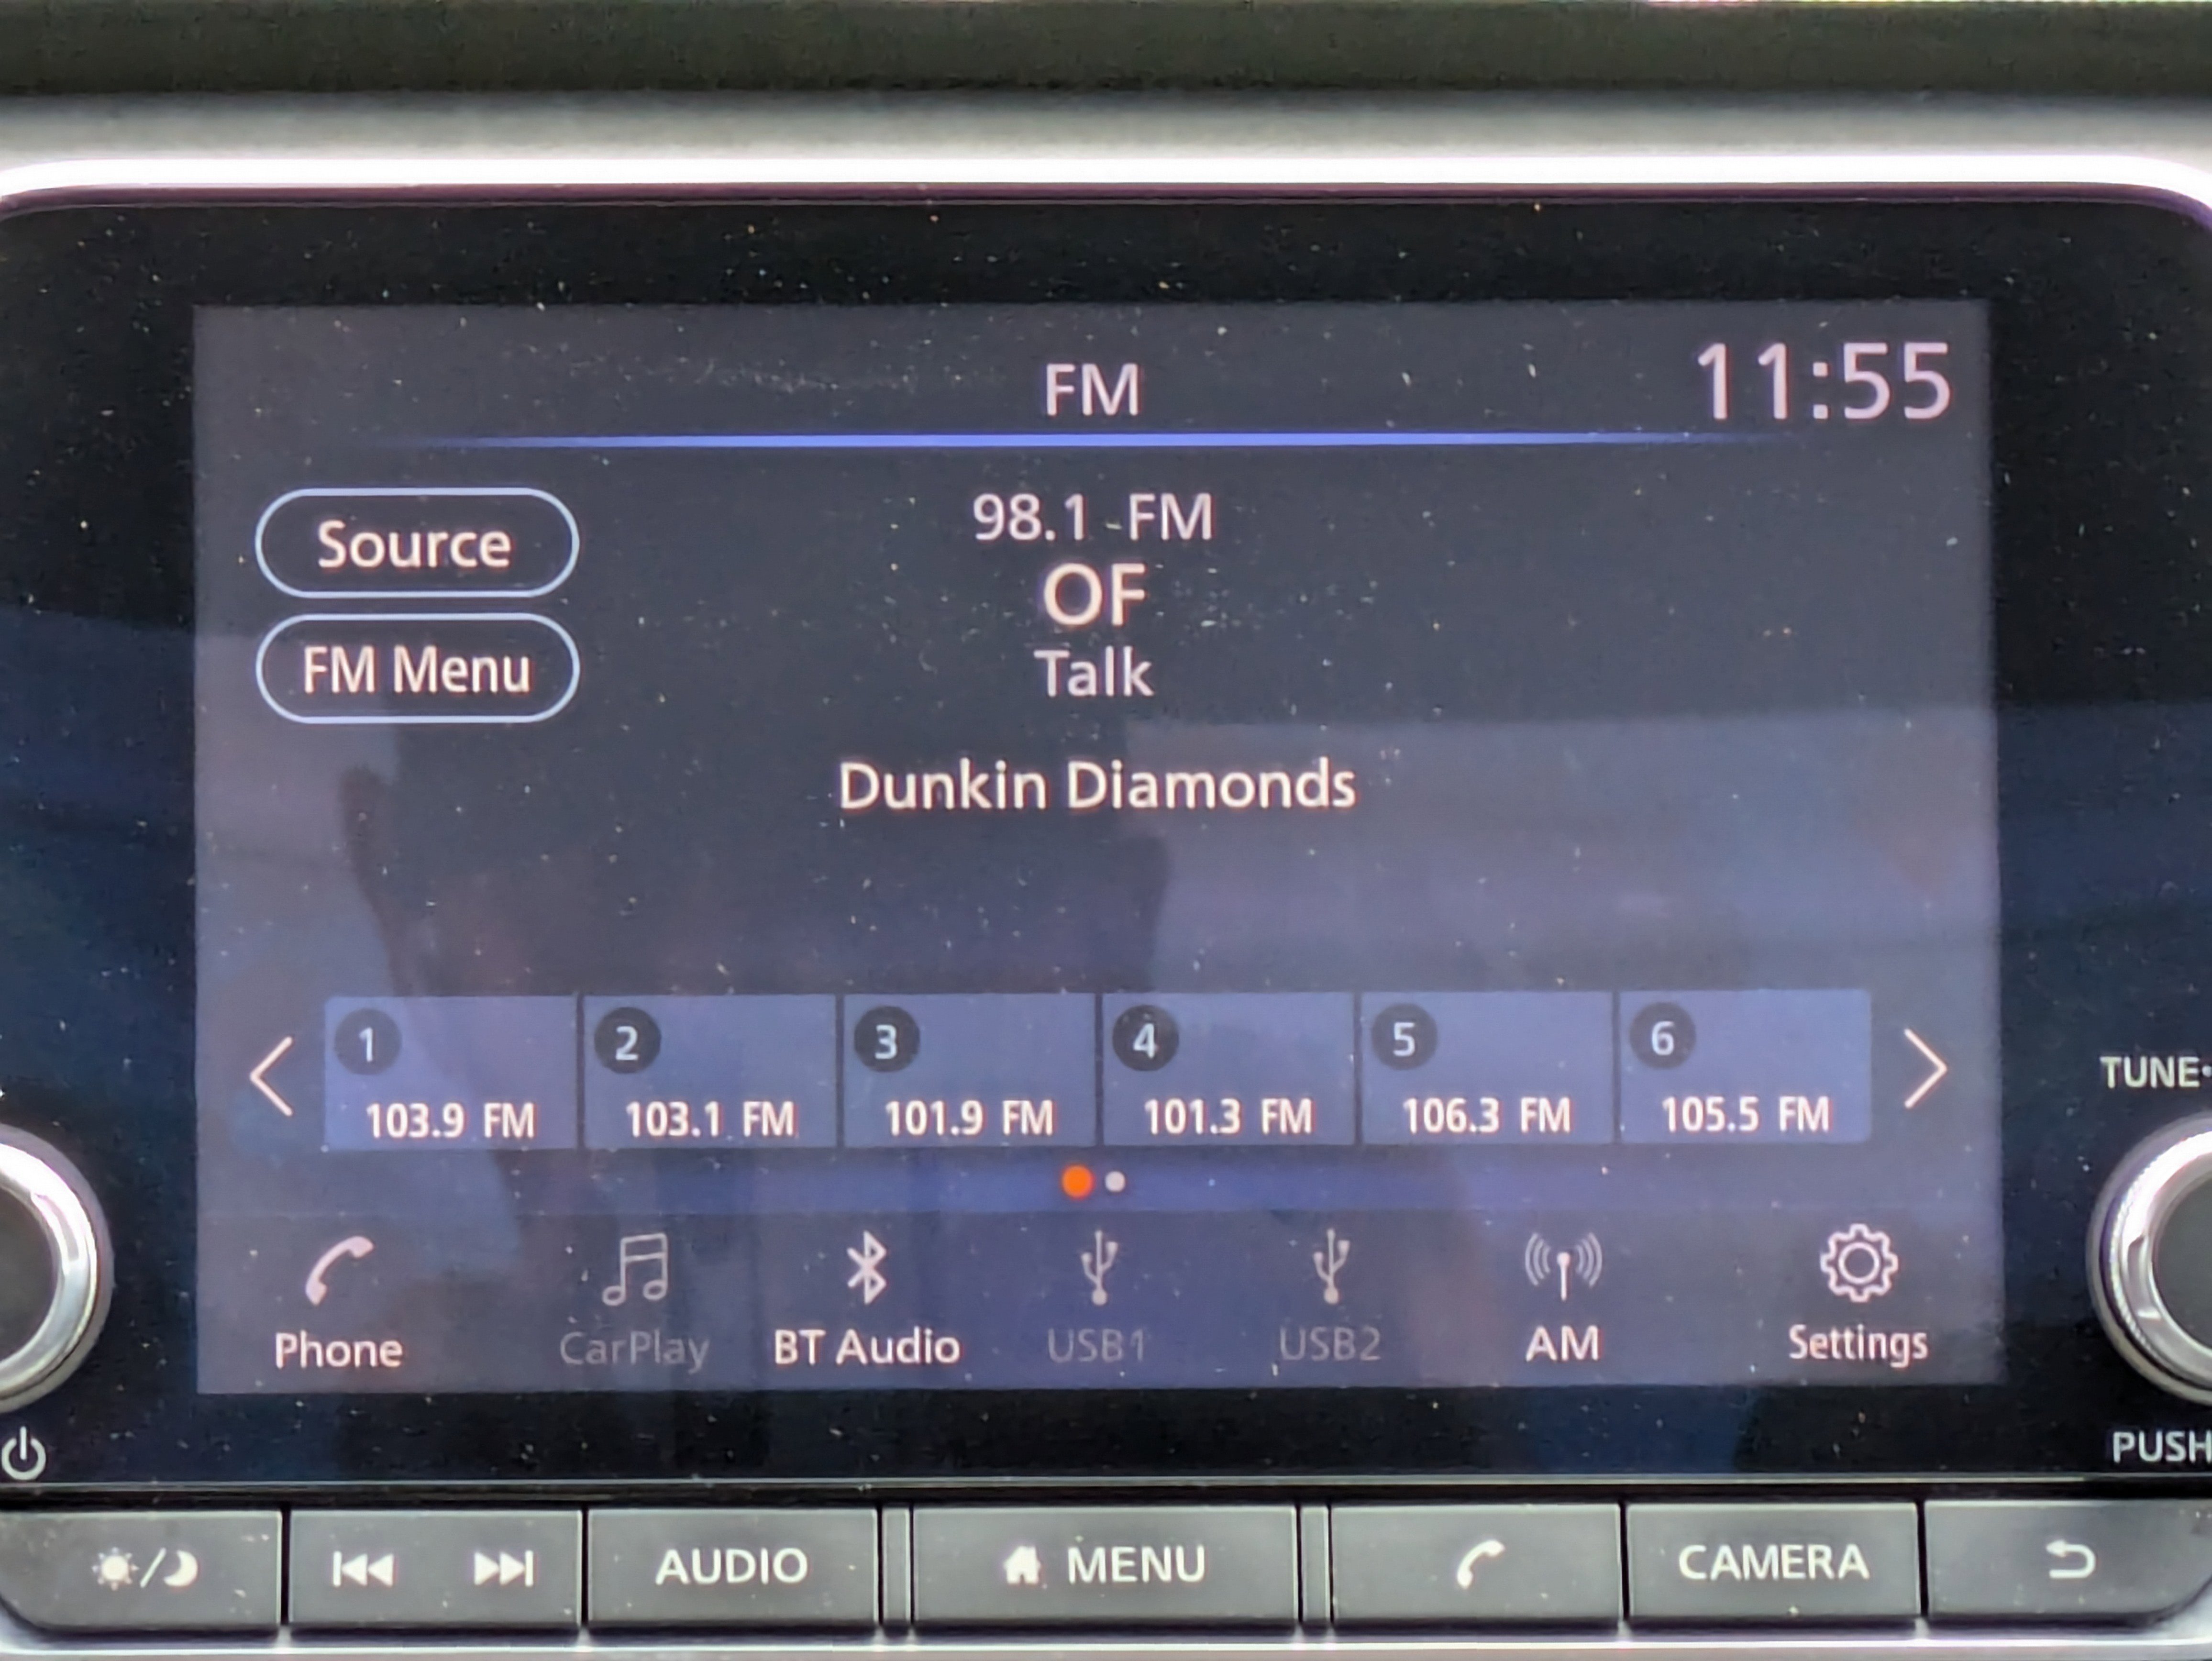 FM
11:55
Source
98.1 FM
OF
FM Menu
Talk
Dunkin Diamonds
1
2
3
4
5
6
103.9 FM
103.1 FM
101.9 FM
101.3 FM
106.3 FM
105.5 FM
TUNE·
Phone
CarPlay
BT Audio
USB1
USB2
AM
Settings
PUSH
AUDIO
MENU
CAMERA